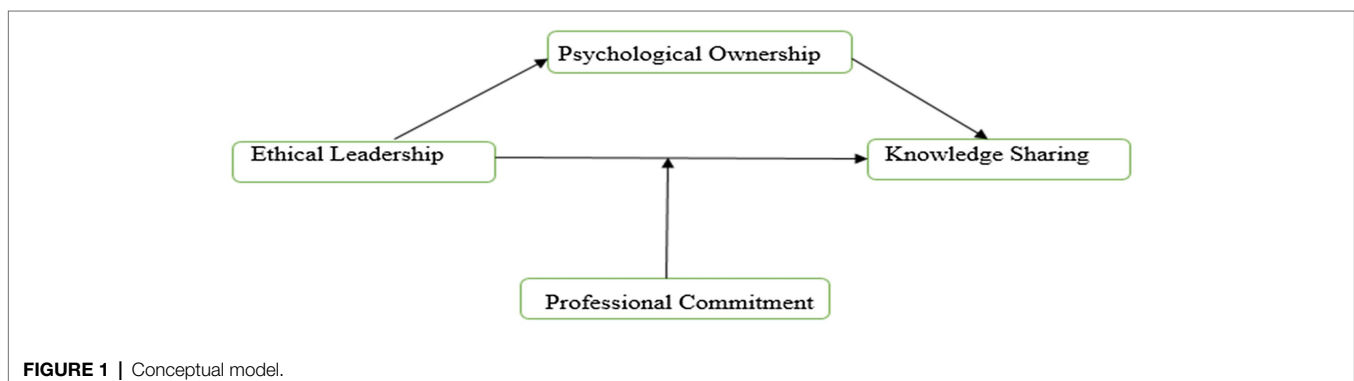 Psychological Ownership
Ethical Leadership
Knowledge Sharing
Professional Commitment
FIGURE 1 | Conceptual model.